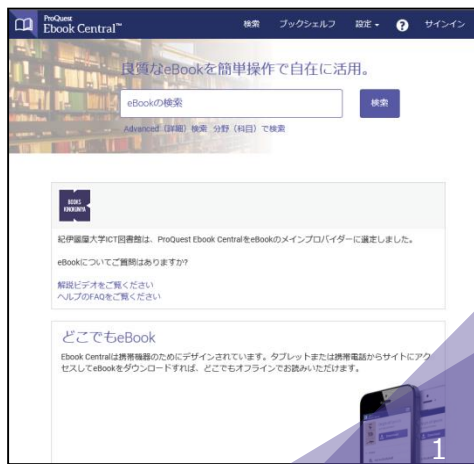 ProQuest
Ebook Central™
検索 ブックシェルフ 設定 ? サインイン
良質なeBookを簡単操作で自在に活用。
eBookの検索
検索
Advanced（詳細）検索 分野（科目）で検索
BOOKS
KINOKUNIYA
紀伊國屋大学ICT図書館は、ProQuest Ebook CentralをeBookのメインプロバイダーに選定しました。
eBookについてご質問はありますか?
解説ビデオをご覧ください
ヘルプのFAQをご覧ください
どこでもeBook
Ebook Centralは携帯機器のためにデザインされています。タブレットまたは携帯電話からサイトにアク
セスしてeBookをダウンロードすれば、どこでもオフラインでお読みいただけます。
1